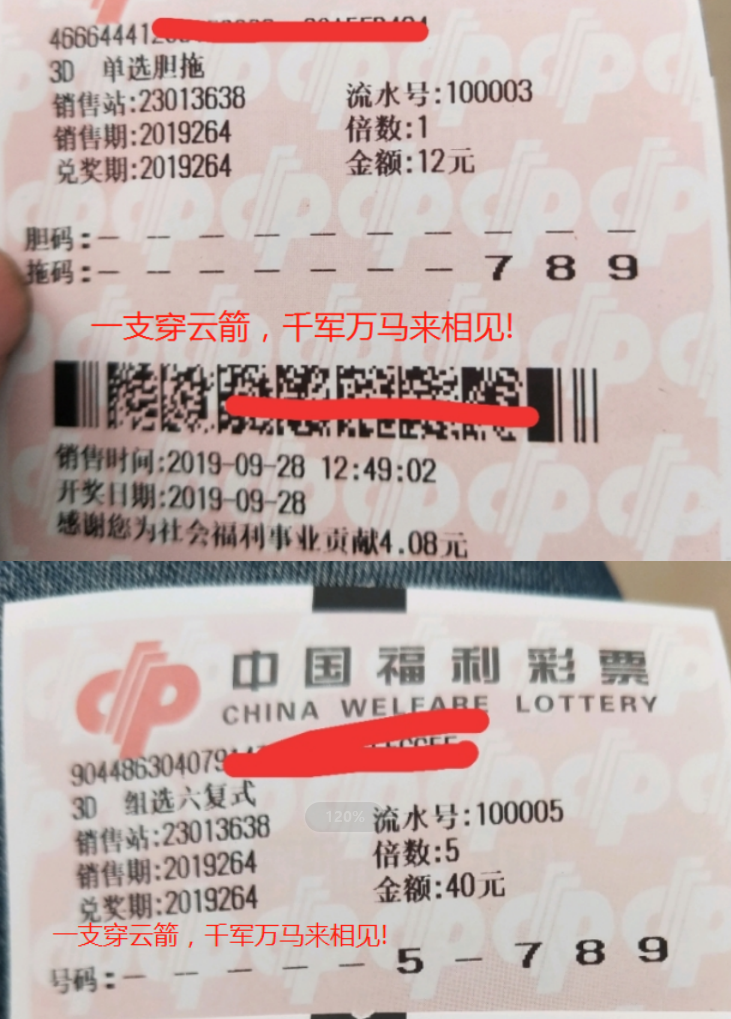 466644412
3D 单选胆拖
销售站:23013638 流水号:100003
销售期:2019264 倍数:1
兑奖期:2019264 金额:12元
胆码:– – – – – – – – – –
拖码:– – – – – – – 7 8 9
一支穿云箭，千军万马来相见!
销售时间:2019-09-28 12:49:02
开奖日期:2019-09-28
感谢您为社会福利事业贡献4.08元
中国福利彩票
CHINA WELFARE LOTTERY
90448630407914
3D 组选六复式
120%
销售站:23013638 流水号:100005
销售期:2019264 倍数:5
兑奖期:2019264 金额:40元
一支穿云箭，千军万马来相见!
号码:– – – – – 5 – 7 8 9